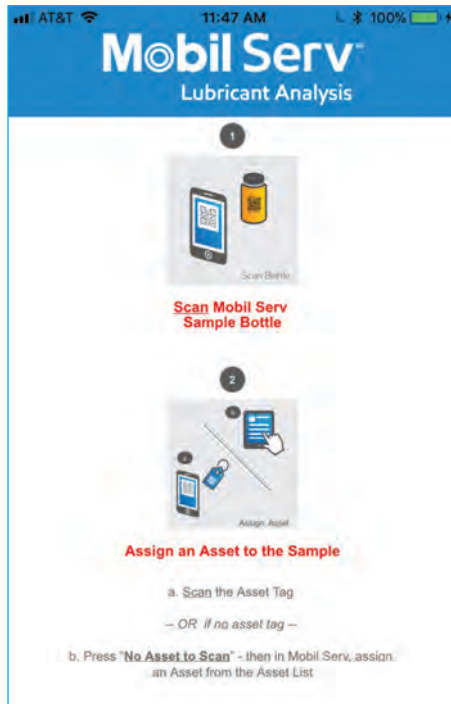 AT&T 11:47 AM 100%
Mobil Serv℠
Lubricant Analysis
1
Scan Bottle
Scan Mobil Serv
Sample Bottle
2
Assign Asset
Assign an Asset to the Sample
a. Scan the Asset Tag
-- OR if no asset tag --
b. Press "No Asset to Scan" - then in Mobil Serv, assign
an Asset from the Asset List